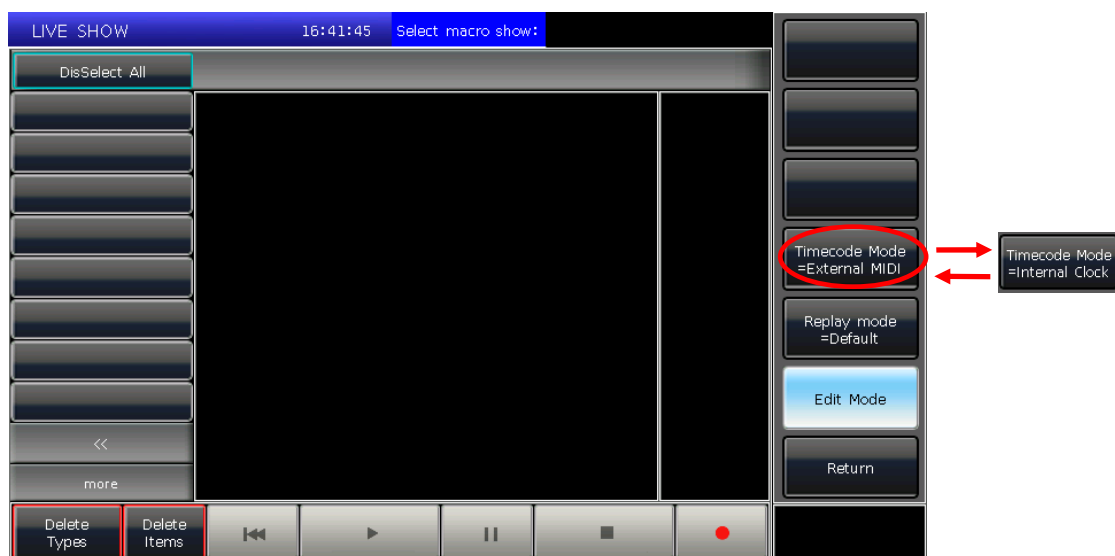 LIVE SHOW 16:41:45 Select macro show:
DisSelect All
Timecode Mode
=External MIDI
Timecode Mode
=Internal Clock
Replay mode
=Default
Edit Mode
<<
Return
more
Delete
Types
Delete
Items